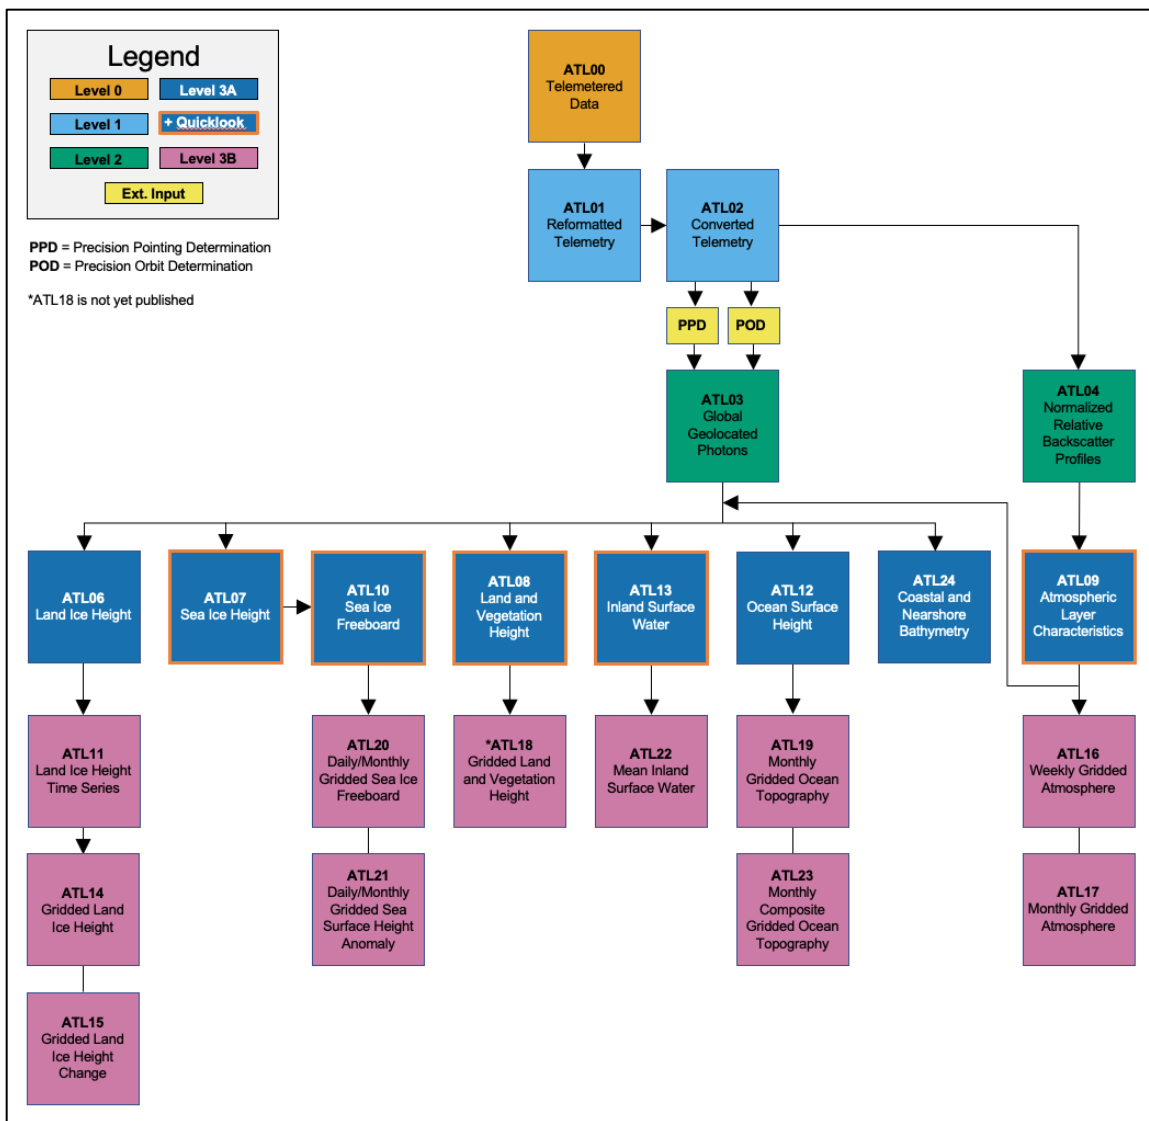 Legend
Level 0
Level 3A
Level 1
+ Quicklook
Level 2
Level 3B
Ext. Input
PPD = Precision Pointing Determination
POD = Precision Orbit Determination
*ATL18 is not yet published
ATL00
Telemetered
Data
ATL01
Reformatted
Telemetry
ATL02
Converted
Telemetry
PPD
POD
ATL03
Global
Geolocated
Photons
ATL04
Normalized
Relative
Backscatter
Profiles
ATL06
Land Ice Height
ATL07
Sea Ice Height
ATL10
Sea Ice
Freeboard
ATL08
Land and
Vegetation
Height
ATL13
Inland Surface
Water
ATL12
Ocean Surface
Height
ATL24
Coastal and
Nearshore
Bathymetry
ATL09
Atmospheric
Layer
Characteristics
ATL11
Land Ice Height
Time Series
ATL20
Daily/Monthly
Gridded Sea Ice
Freeboard
*ATL18
Gridded Land
and Vegetation
Height
ATL22
Mean Inland
Surface Water
ATL19
Monthly
Gridded Ocean
Topography
ATL16
Weekly Gridded
Atmosphere
ATL14
Gridded Land
Ice Height
ATL21
Daily/Monthly
Gridded Sea
Surface Height
Anomaly
ATL23
Monthly
Composite
Gridded Ocean
Topography
ATL17
Monthly Gridded
Atmosphere
ATL15
Gridded Land
Ice Height
Change